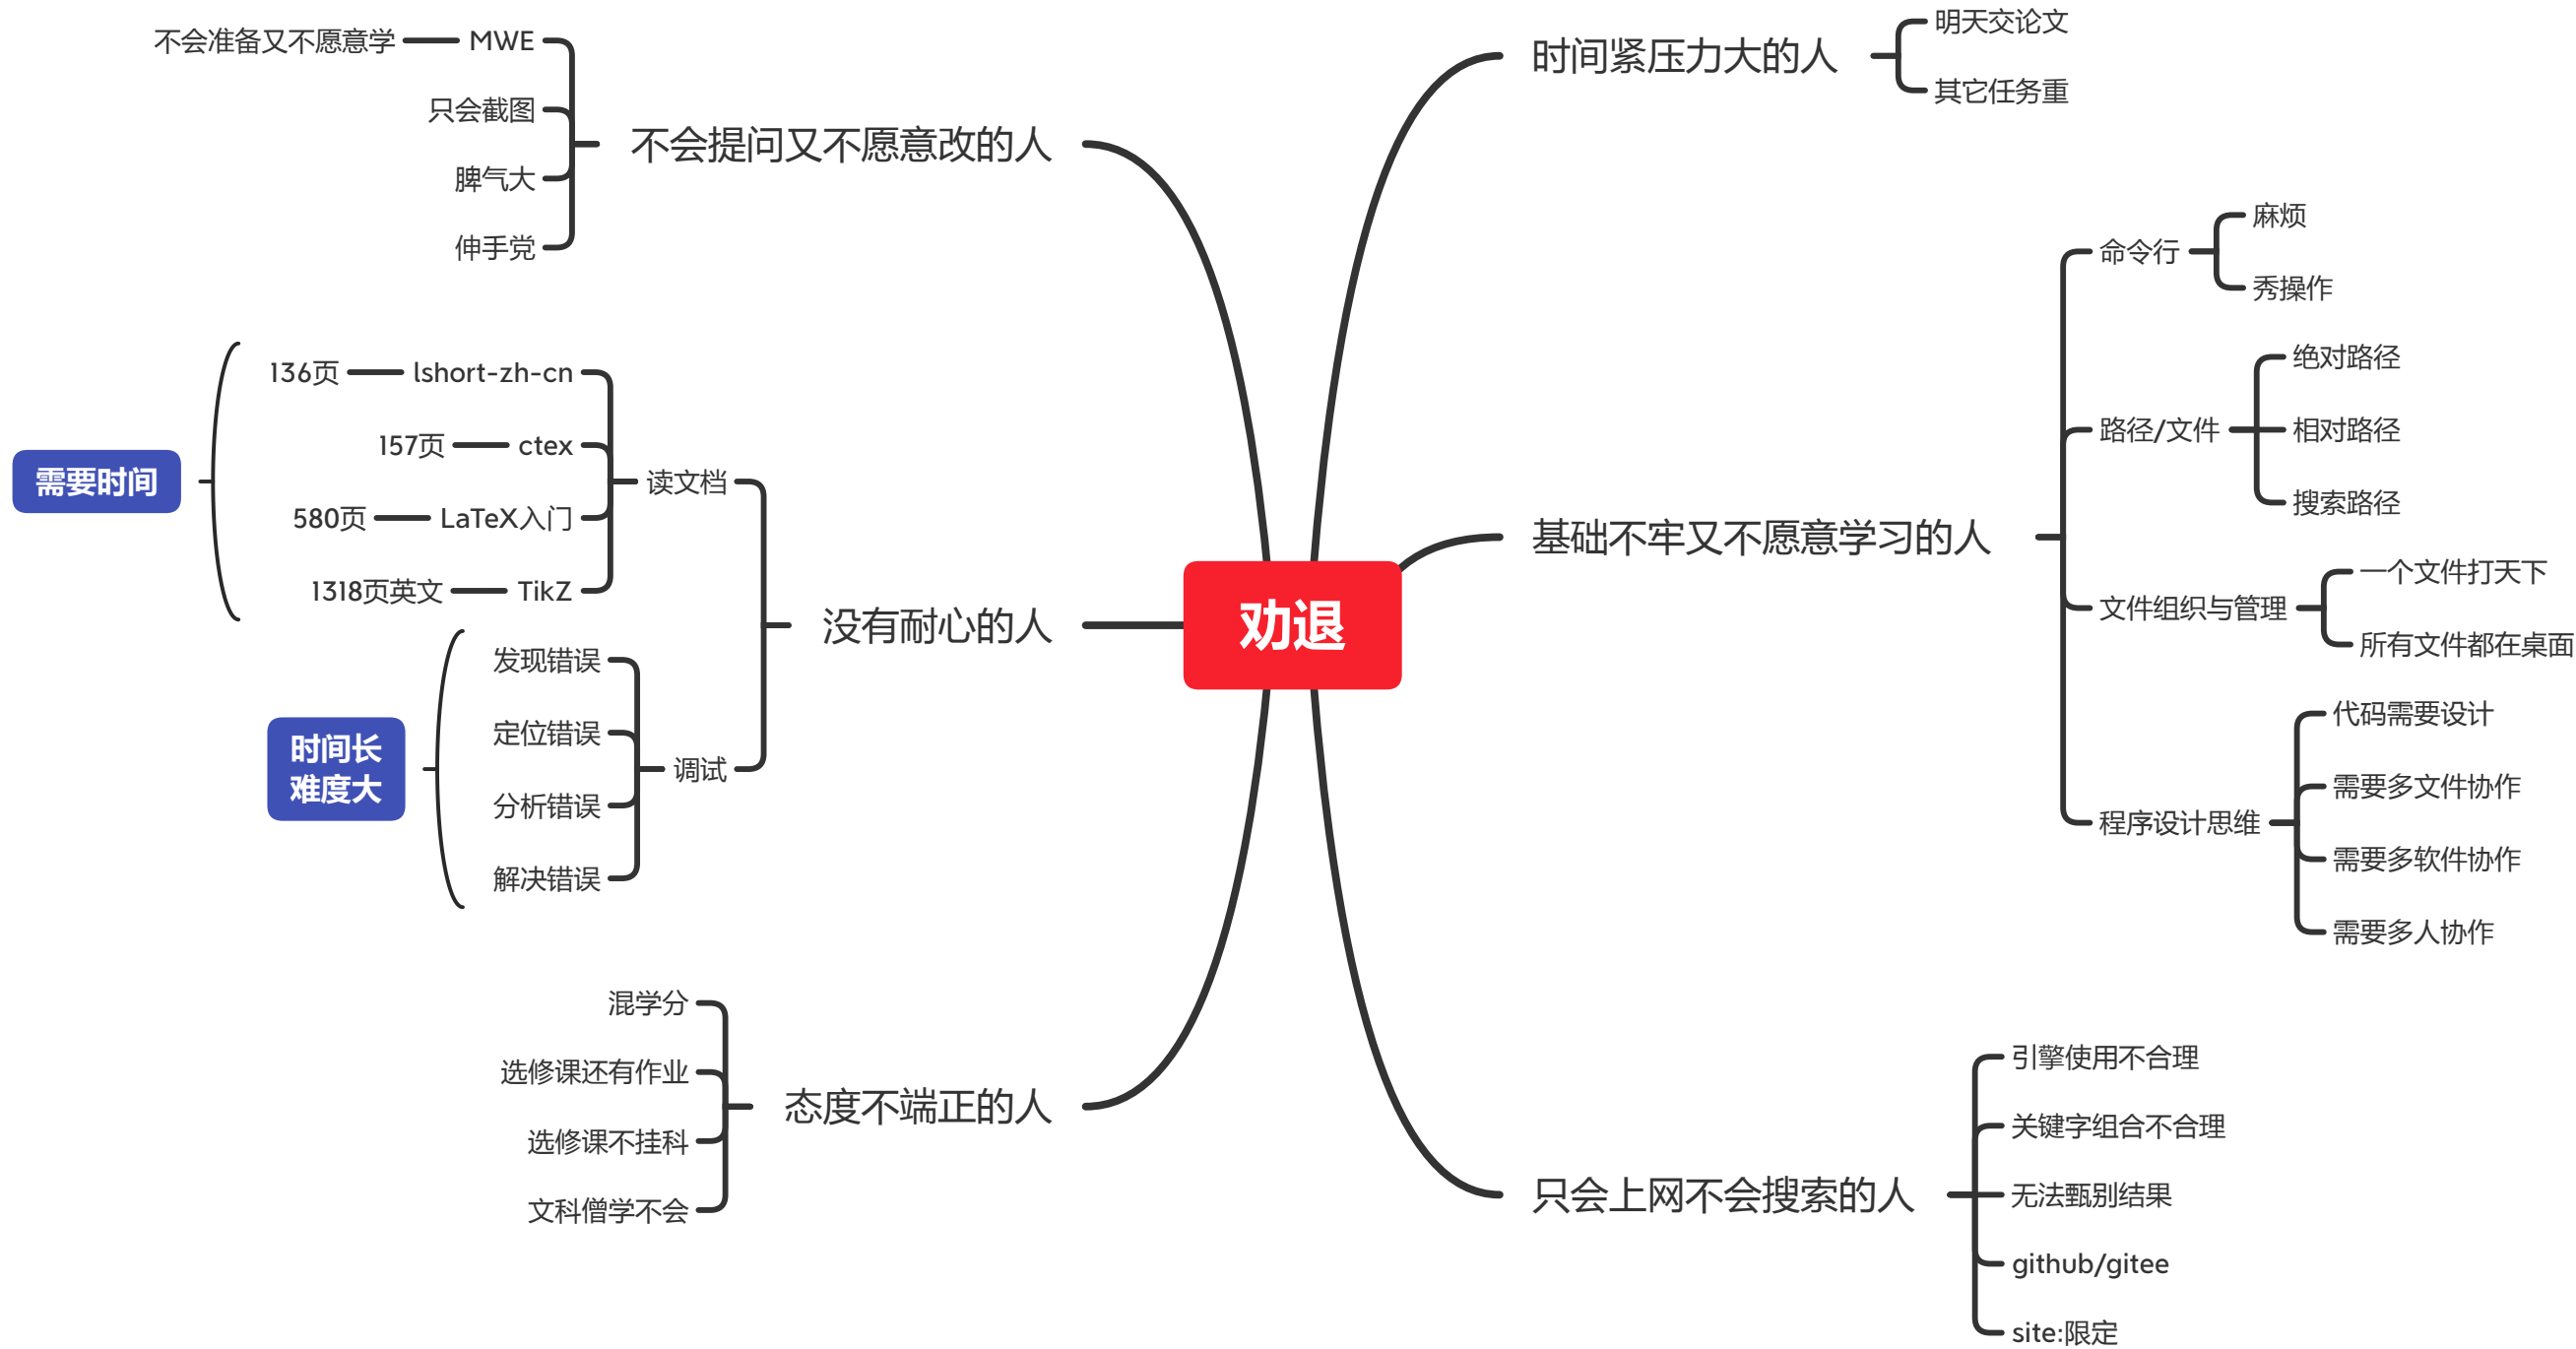 劝退
时间紧压力大的人
明天交论文
其它任务重
基础不牢又不愿意学习的人
命令行
麻烦
秀操作
路径/文件
绝对路径
相对路径
搜索路径
文件组织与管理
一个文件打天下
所有文件都在桌面
程序设计思维
代码需要设计
需要多文件协作
需要多软件协作
需要多人协作
只会上网不会搜索的人
引擎使用不合理
关键字组合不合理
无法甄别结果
github/gitee
site:限定
不会提问又不愿意改的人
MWE
不会准备又不愿意学
只会截图
脾气大
伸手党
没有耐心的人
读文档
lshort-zh-cn
136页
ctex
157页
LaTeX入门
580页
TikZ
1318页英文
需要时间
调试
发现错误
定位错误
分析错误
解决错误
时间长
难度大
态度不端正的人
混学分
选修课还有作业
选修课不挂科
文科僧学不会